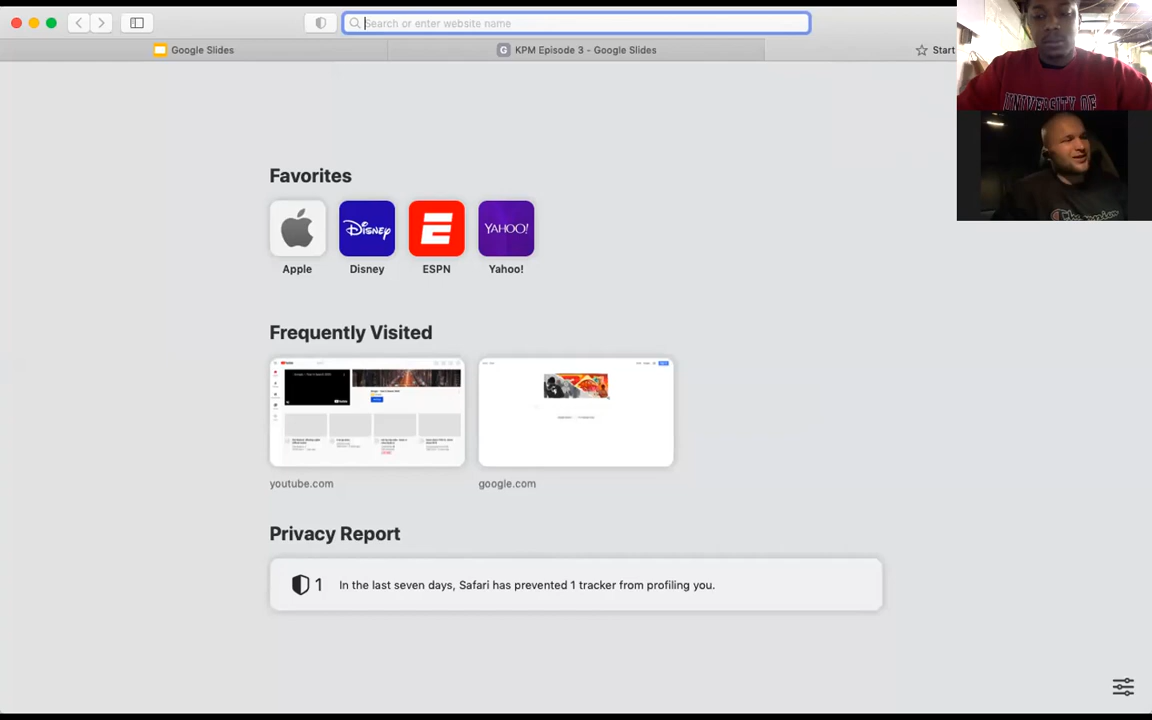 Search or enter website name
Google Slides
KPM Episode 3 - Google Slides
Start
UNIVERSITY OF
Champion
Favorites
Disney
E
YAHOO!
Apple
Disney
ESPN
Yahoo!
Frequently Visited
youtube.com
google.com
Privacy Report
1
In the last seven days, Safari has prevented 1 tracker from profiling you.